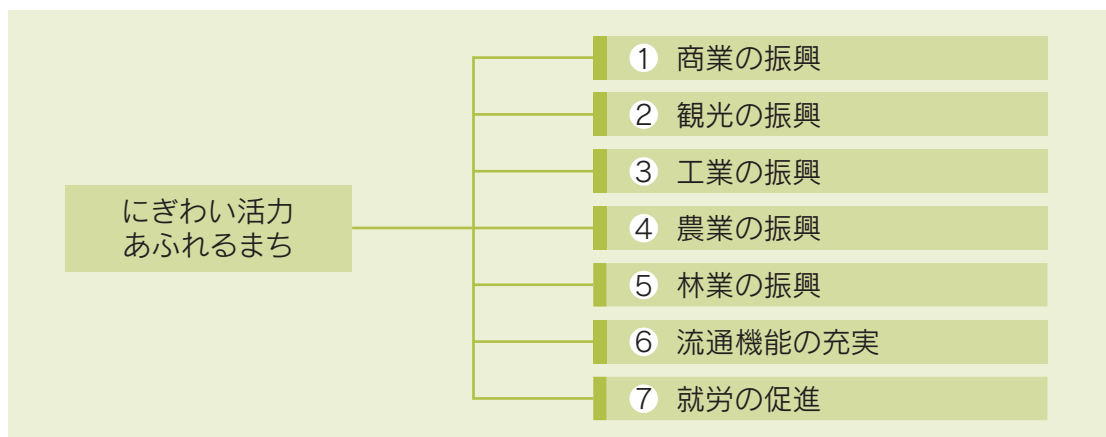 にぎわい活力
あふれるまち
① 商業の振興
② 観光の振興
③ 工業の振興
④ 農業の振興
⑤ 林業の振興
⑥ 流通機能の充実
⑦ 就労の促進